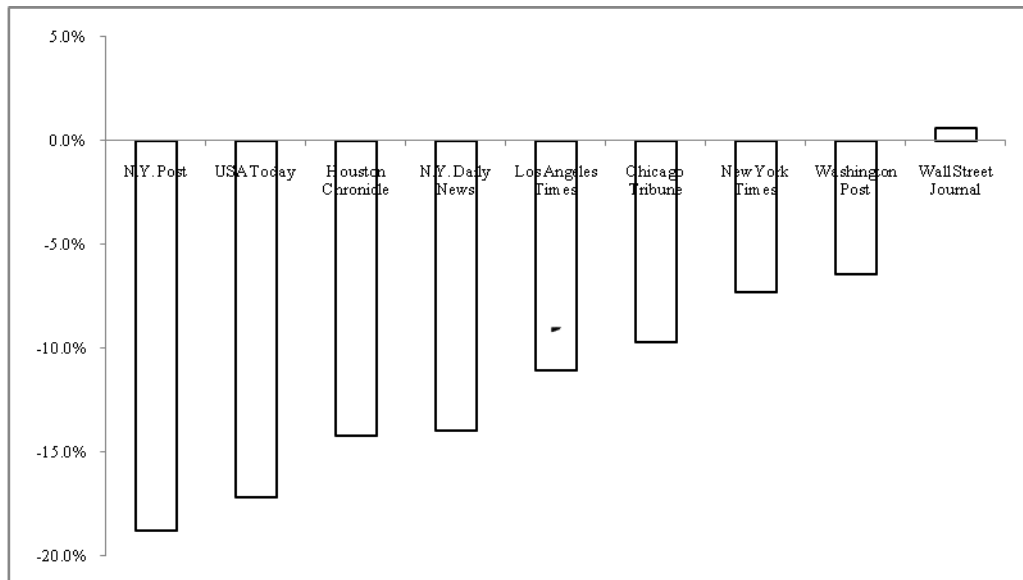 5.0%
0.0%
N.Y. Post
USA Today
Houston
Chronicle
N.Y. Daily
News
Los Angeles
Times
Chicago
Tribune
New York
Times
Washington
Post
Wall Street
Journal
-5.0%
-10.0%
-15.0%
-20.0%